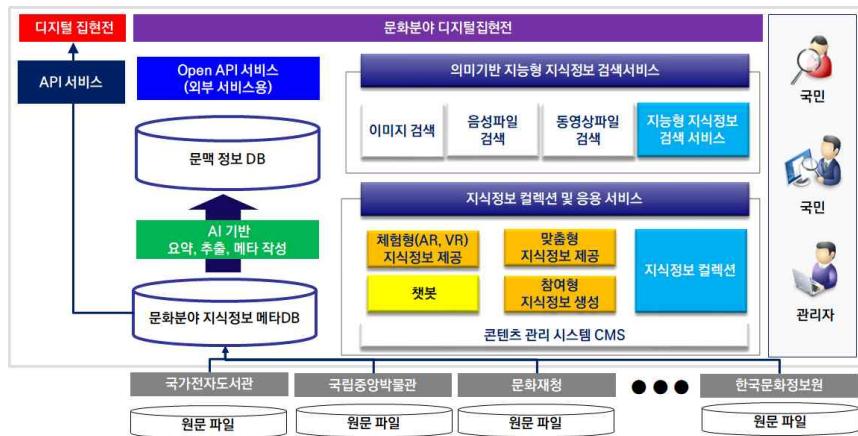 디지털 집현전
문화분야 디지털집현전
API 서비스
Open API 서비스
(외부 서비스용)
문맥 정보 DB
AI 기반
요약, 추출, 메타 작성
문화분야 지식정보 메타DB
의미기반 지능형 지식정보 검색서비스
이미지 검색
음성파일
검색
동영상파일
검색
지능형 지식정보
검색 서비스
지식정보 컬렉션 및 응용 서비스
체험형(AR, VR)
지식정보 제공
맞춤형
지식정보 제공
지식정보 컬렉션
챗봇
참여형
지식정보 생성
콘텐츠 관리 시스템 CMS
국민
국민
관리자
국가전자도서관
국립중앙박물관
문화재청
한국문화정보원
원문 파일
원문 파일
원문 파일
원문 파일